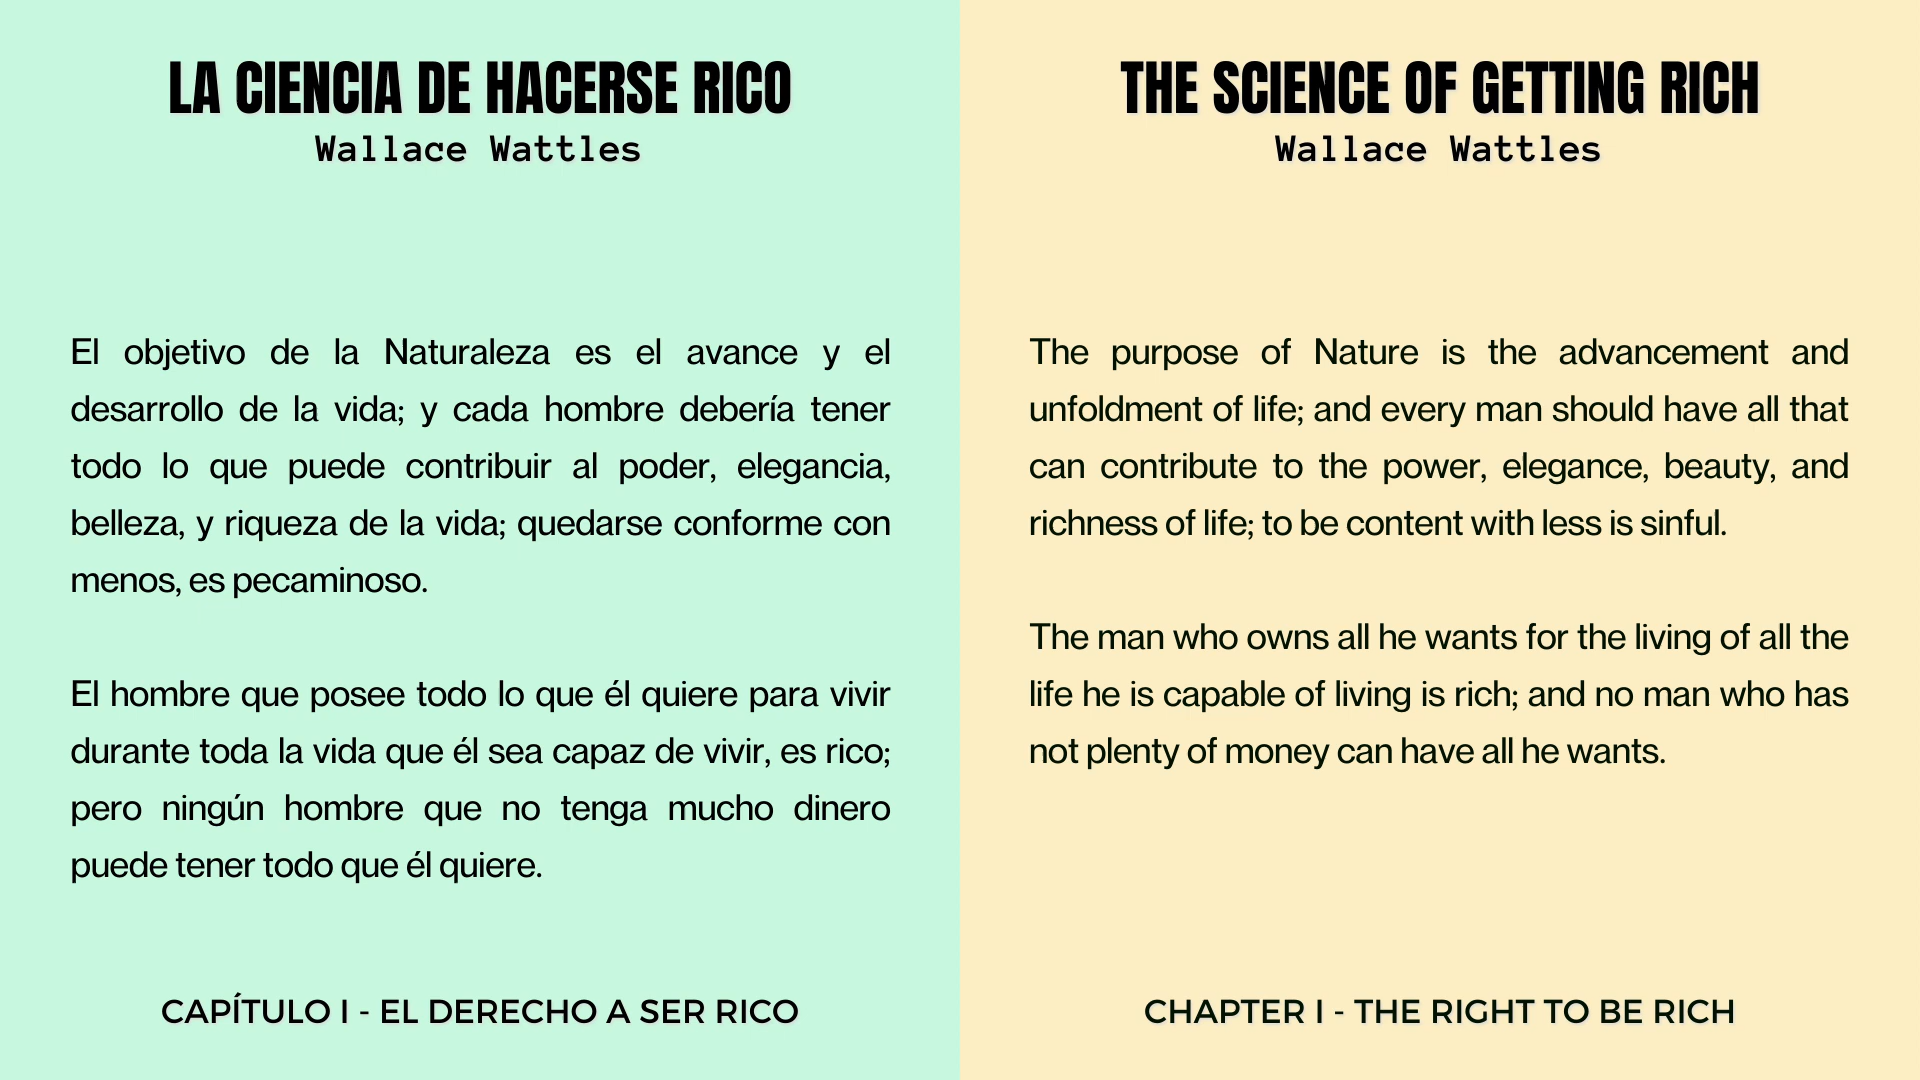 LA CIENCIA DE HACERSE RICO
Wallace Wattles
El objetivo de la Naturaleza es el avance y el
desarrollo de la vida; y cada hombre debería tener
todo lo que puede contribuir al poder, elegancia,
belleza, y riqueza de la vida; quedarse conforme con
menos, es pecaminoso.
El hombre que posee todo lo que él quiere para vivir
durante toda la vida que él sea capaz de vivir, es rico;
pero ningún hombre que no tenga mucho dinero
puede tener todo que él quiere.
CAPÍTULO I - EL DERECHO A SER RICO
THE SCIENCE OF GETTING RICH
Wallace Wattles
The purpose of Nature is the advancement and
unfoldment of life; and every man should have all that
can contribute to the power, elegance, beauty, and
richness of life; to be content with less is sinful.
The man who owns all he wants for the living of all the
life he is capable of living is rich; and no man who has
not plenty of money can have all he wants.
CHAPTER I - THE RIGHT TO BE RICH